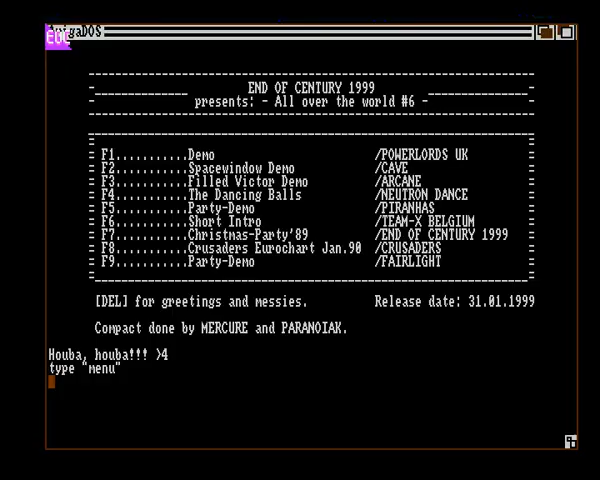 AmigaDOS
EOC
-----------------------------------------------------------------
-______________ END OF CENTURY 1999 _______________-
- presents: - All over the world #6 - -
-----------------------------------------------------------------
= F1...........Demo /POWERLORDS UK =
= F2...........Spacewindow Demo /CAVE =
= F3...........Filled Victor Demo /ARCANE =
= F4...........The Dancing Balls /NEUTRON DANCE =
= F5...........Party-Demo /PIRANHAS =
= F6...........Short Intro /TEAM-X BELGIUM =
= F7...........Christmas-Party'89 /END OF CENTURY 1999 =
= F8...........Crusaders Eurochart Jan.90 /CRUSADERS =
= F9...........Party-Demo /FAIRLIGHT =
[DEL] for greetings and messies. Release date: 31.01.1999
Compact done by MERCURE and PARANOIAK.
Houba, houba!!! >4
type "menu"